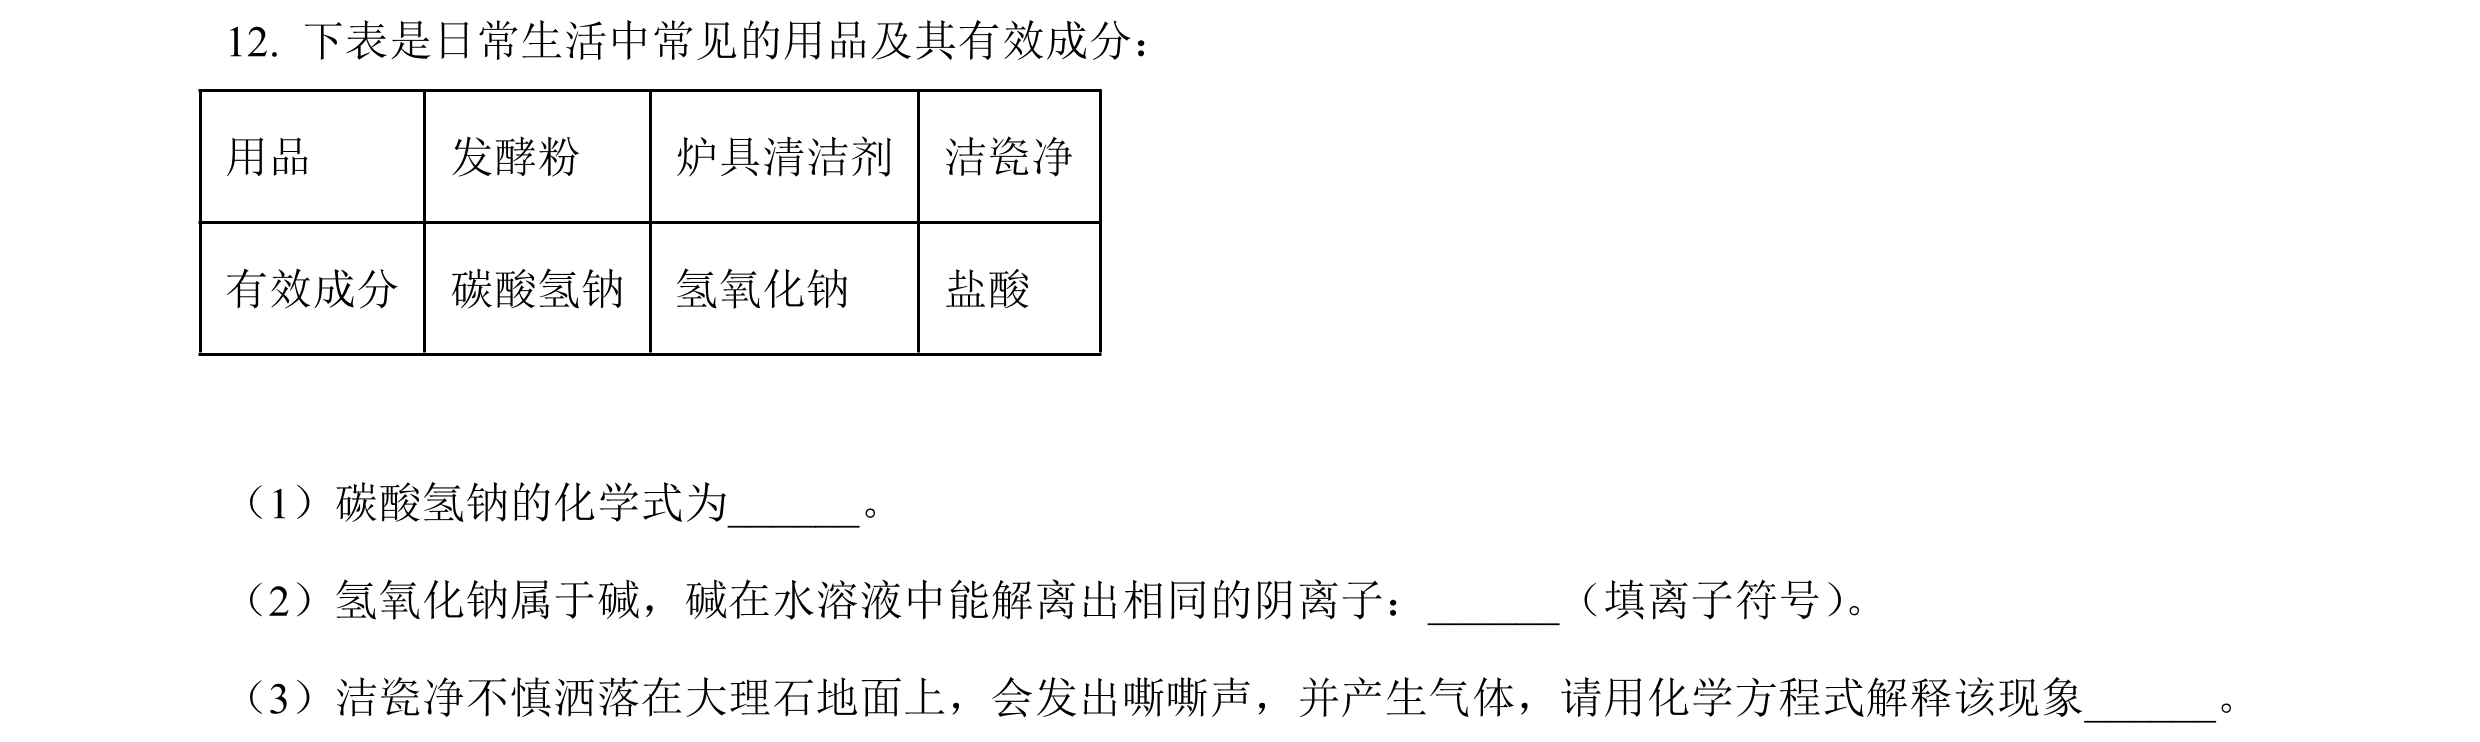 12. 下表是日常生活中常见的用品及其有效成分：
用品 发酵粉 炉具清洁剂 洁瓷净
有效成分 碳酸氢钠 氢氧化钠 盐酸
（1）碳酸氢钠的化学式为______。
（2）氢氧化钠属于碱，碱在水溶液中能解离出相同的阴离子：______（填离子符号）。
（3）洁瓷净不慎洒落在大理石地面上，会发出嘶嘶声，并产生气体，请用化学方程式解释该现象______。